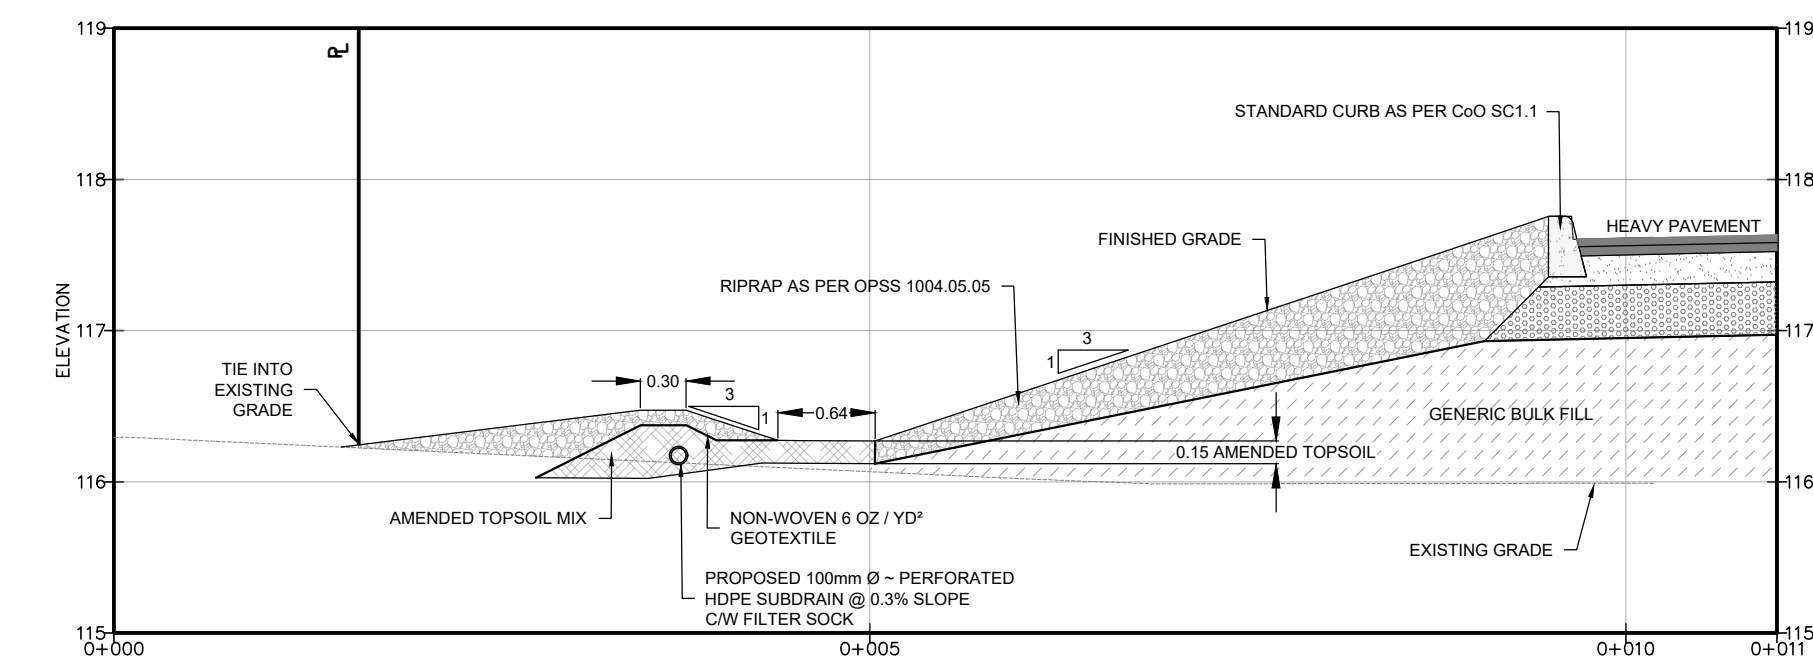 119
119
PL
STANDARD CURB AS PER CoO SC1.1
118
118
HEAVY PAVEMENT
FINISHED GRADE
RIPRAP AS PER OPSS 1004.05.05
ELEVATION
117
117
3
1
TIE INTO
EXISTING
GRADE
0.30
3
1
0.64
GENERIC BULK FILL
0.15 AMENDED TOPSOIL
116
116
AMENDED TOPSOIL MIX
NON-WOVEN 6 OZ / YD²
GEOTEXTILE
EXISTING GRADE
PROPOSED 100mm Ø ~ PERFORATED
HDPE SUBDRAIN @ 0.3% SLOPE
C/W FILTER SOCK
115
115
0+000
0+005
0+010
0+011